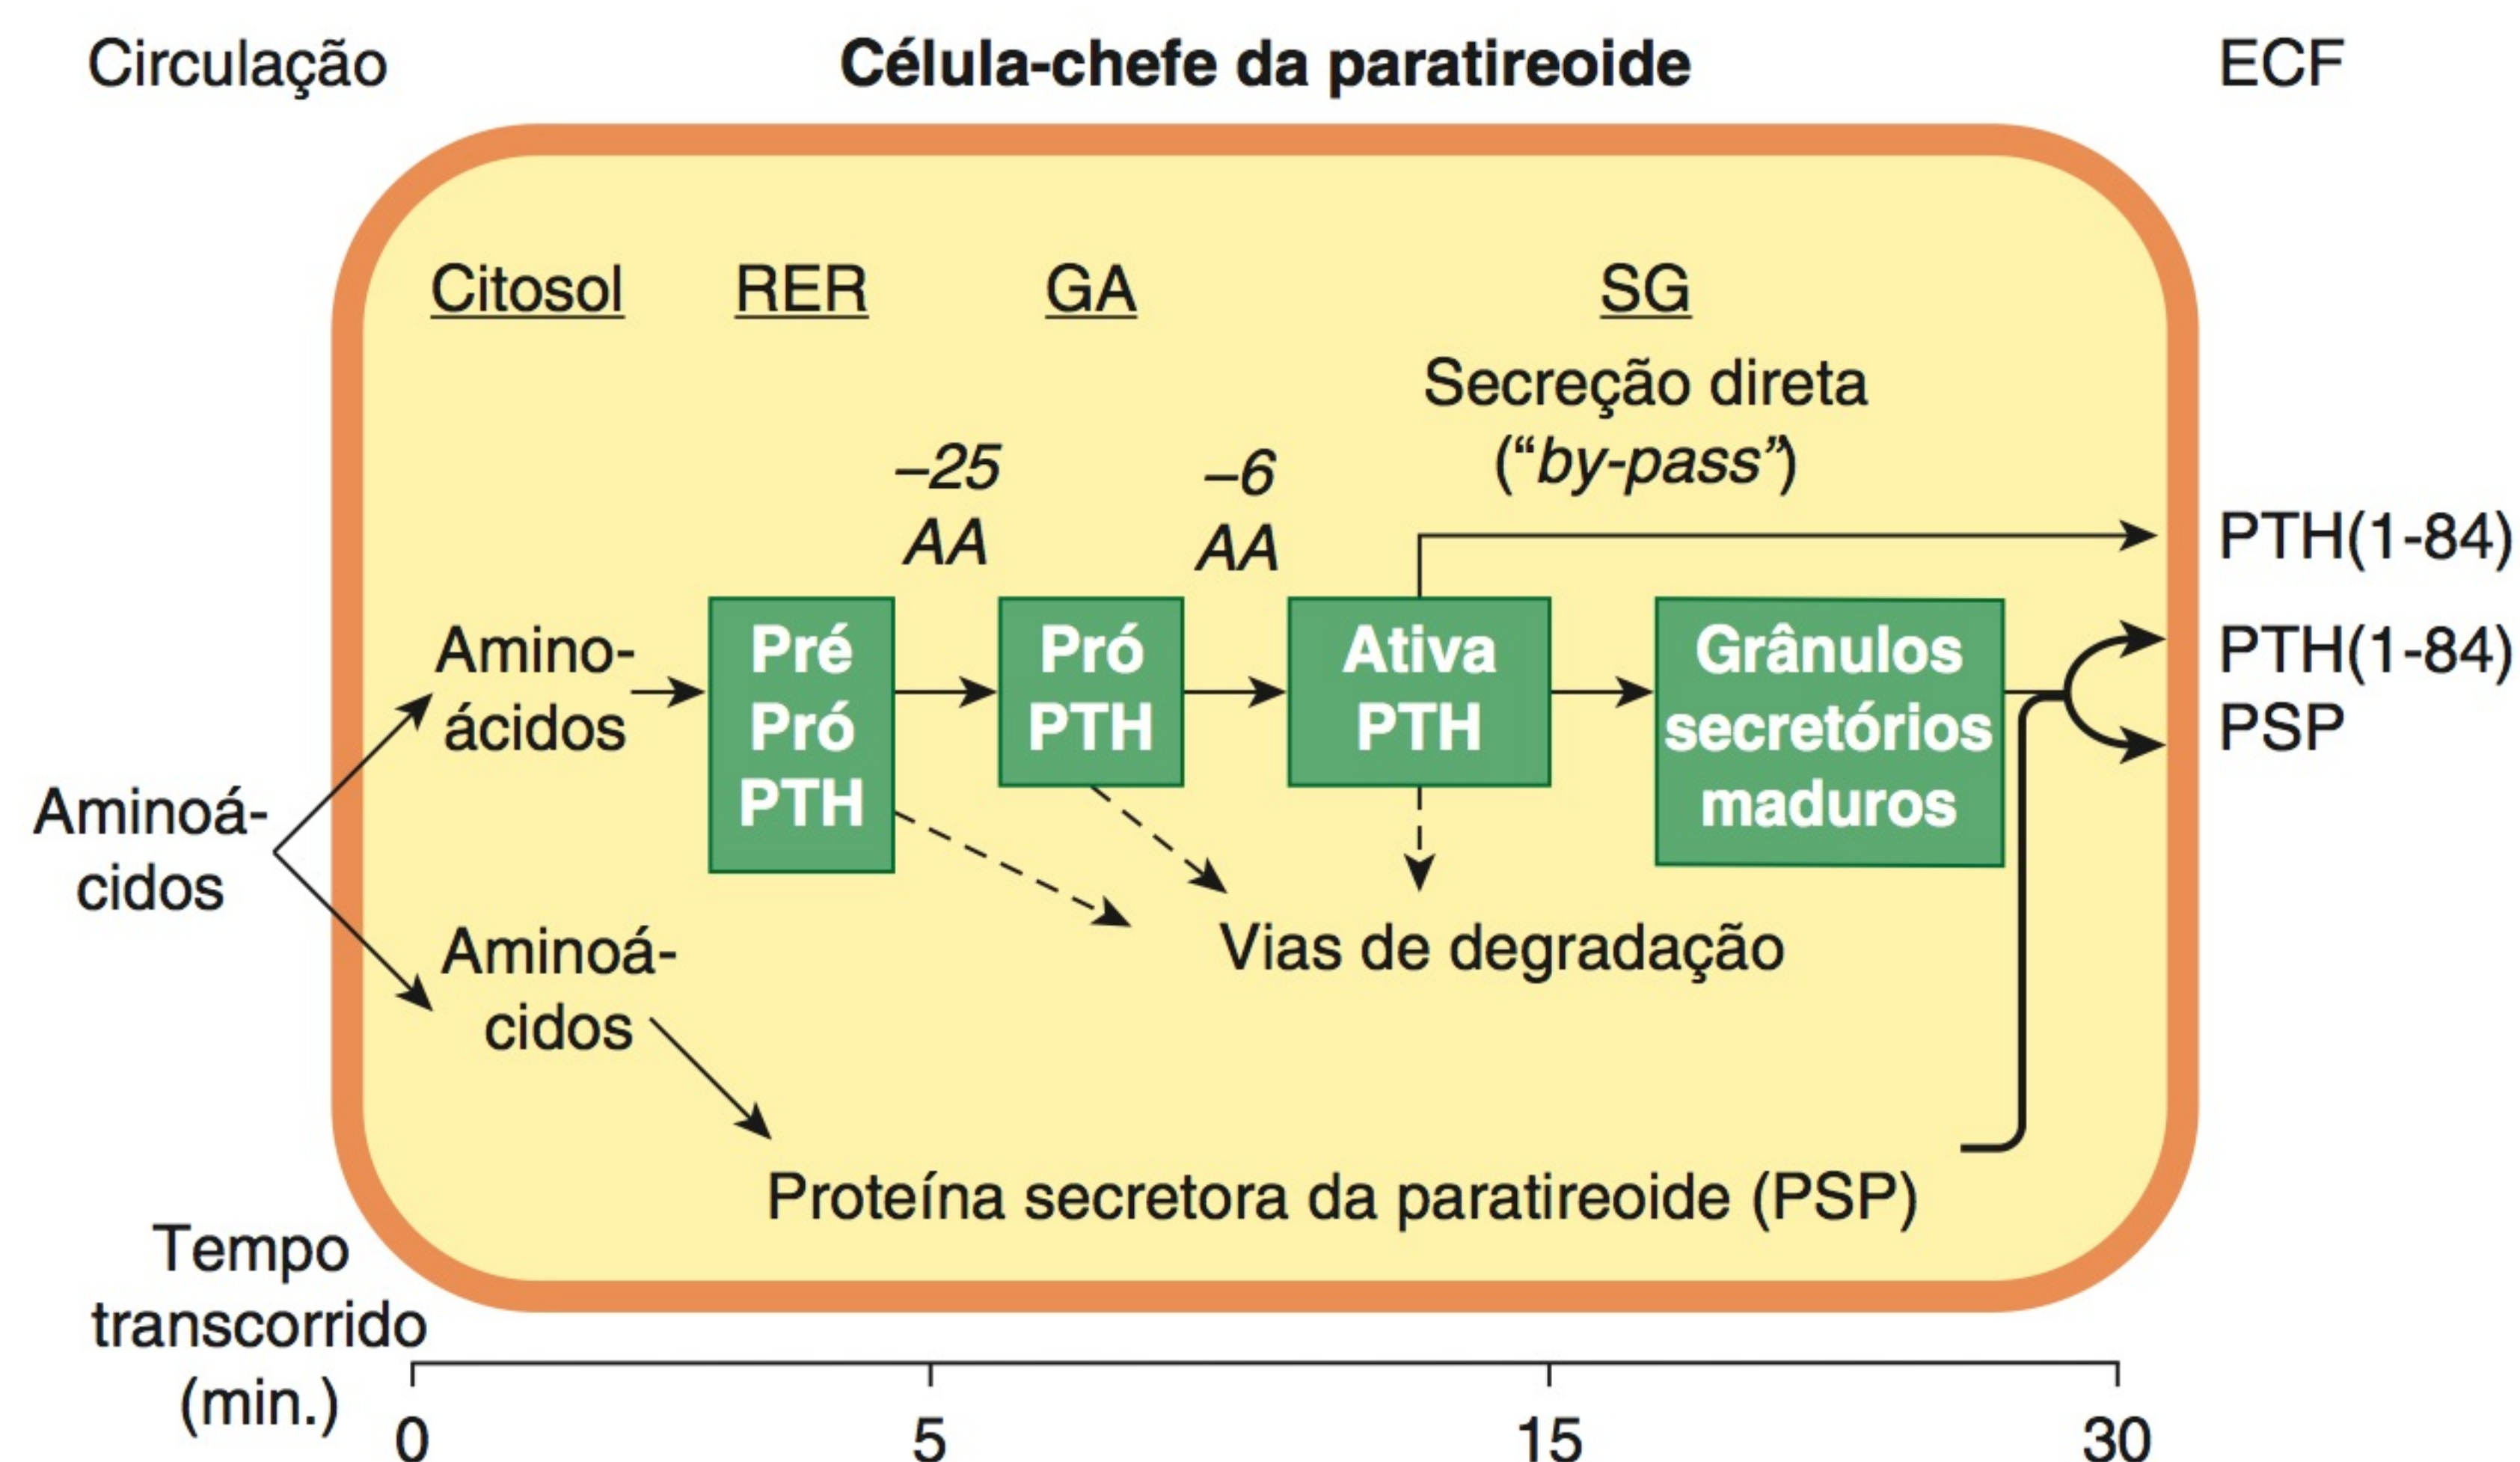 Circulação
Célula-chefe da paratireoide
ECF
Citosol
RER
GA
SG
Secreção direta
(“by-pass”)
–25
AA
–6
AA
PTH(1-84)
Amino-
ácidos
Pré
Pró
PTH
Pró
PTH
Ativa
PTH
Grânulos
secretórios
maduros
PTH(1-84)
PSP
Aminoá-
cidos
Vias de degradação
Aminoá-
cidos
Proteína secretora da paratireoide (PSP)
Tempo
transcorrido
(min.)
0
5
15
30